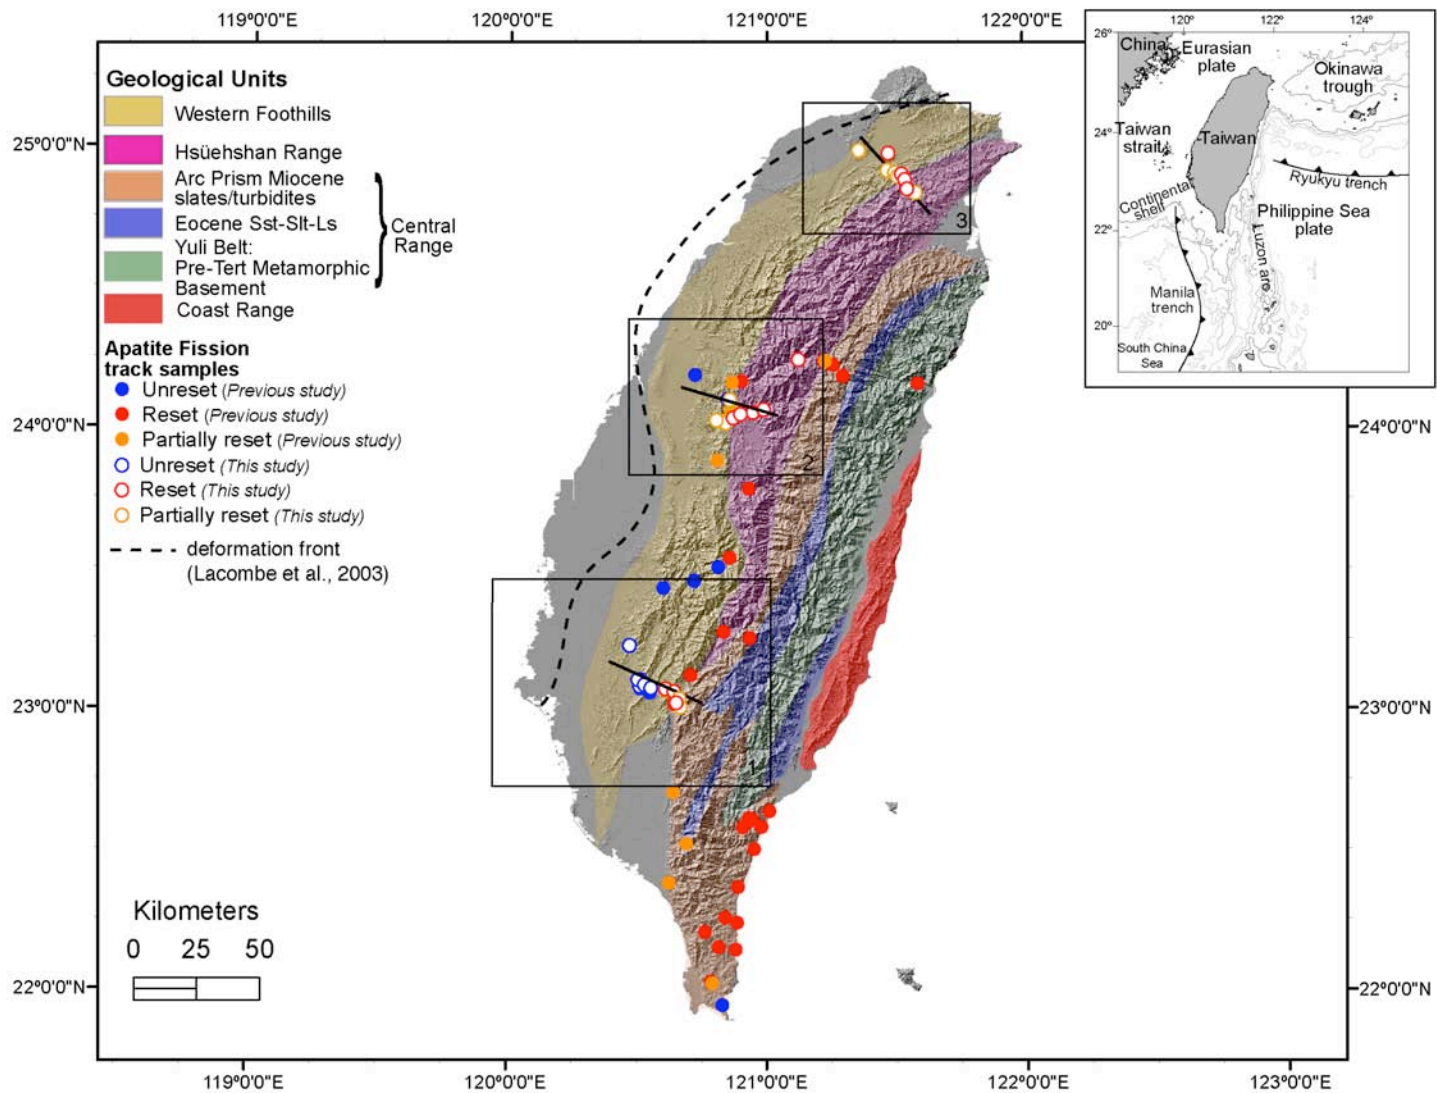 119°0'0"E
120°0'0"E
121°0'0"E
122°0'0"E
Geological Units
Western Foothills
Hsüehshan Range
Arc Prism Miocene
slates/turbidites
Eocene Sst-Slt-Ls
Yuli Belt:
Pre-Tert Metamorphic
Basement
Central
Range
Coast Range
Apatite Fission
track samples
Unreset (Previous study)
Reset (Previous study)
Partially reset (Previous study)
Unreset (This study)
Reset (This study)
Partially reset (This study)
deformation front
(Lacombe et al., 2003)
Kilometers
0 25 50
25°0'0"N
24°0'0"N
23°0'0"N
22°0'0"N
3
2
1
120°
122°
124°
26°
24°
22°
20°
China
Eurasian
plate
Okinawa
trough
Taiwan
strait
Taiwan
Ryukyu trench
Continental
shelf
Philippine Sea
plate
Luzon arc
Manila
trench
South China
Sea
24°0'0"N
23°0'0"N
22°0'0"N
119°0'0"E
120°0'0"E
121°0'0"E
122°0'0"E
123°0'0"E